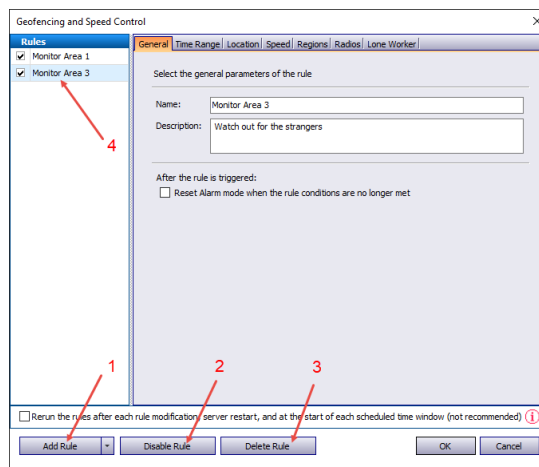 Geofencing and Speed Control
Rules
Monitor Area 1
Monitor Area 3
General Time Range Location Speed Regions Radios Lone Worker
Select the general parameters of the rule
Name: Monitor Area 3
Description: Watch out for the strangers
4
After the rule is triggered:
Reset Alarm mode when the rule conditions are no longer met
1 2 3
Rerun the rules after each rule modification, server restart, and at the start of each scheduled time window (not recommended)
Add Rule Disable Rule Delete Rule OK Cancel